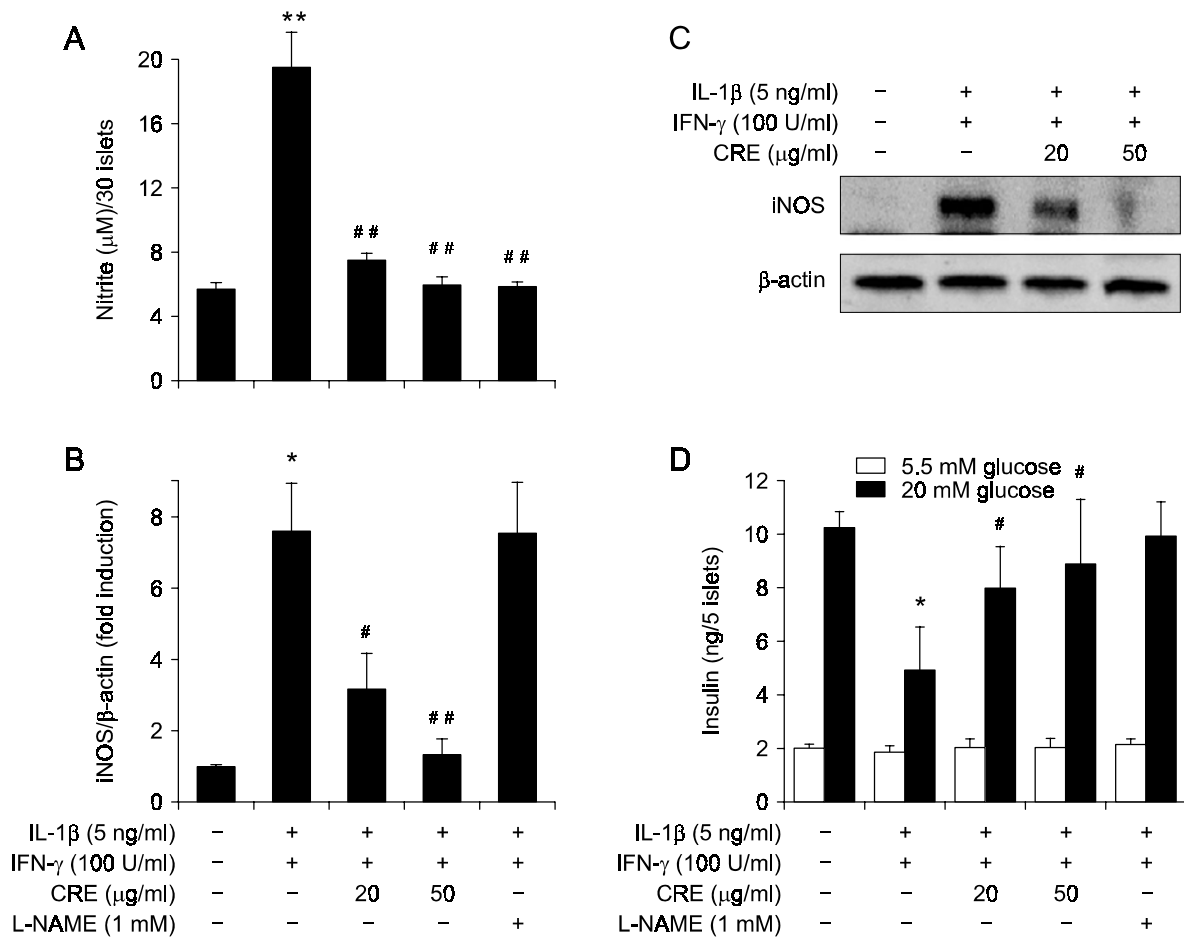 A
**
20
16
12
8
4
0
Nitrite (μM)/30 islets
##
##
##
C
IL-1β (5 ng/ml) – + + +
IFN-γ (100 U/ml) – + + +
CRE (μg/ml) – – 20 50
iNOS
β-actin
B
*
8
6
4
2
0
iNOS/β-actin (fold induction)
#
##
IL-1β (5 ng/ml) – + + + +
IFN-γ (100 U/ml) – + + + +
CRE (μg/ml) – – 20 50 –
L-NAME (1 mM) – – – – +
D
5.5 mM glucose
20 mM glucose
12
10
8
6
4
2
0
Insulin (ng/5 islets)
*
#
#
IL-1β (5 ng/ml) – + + + +
IFN-γ (100 U/ml) – + + + +
CRE (μg/ml) – – 20 50 –
L-NAME (1 mM) – – – – +